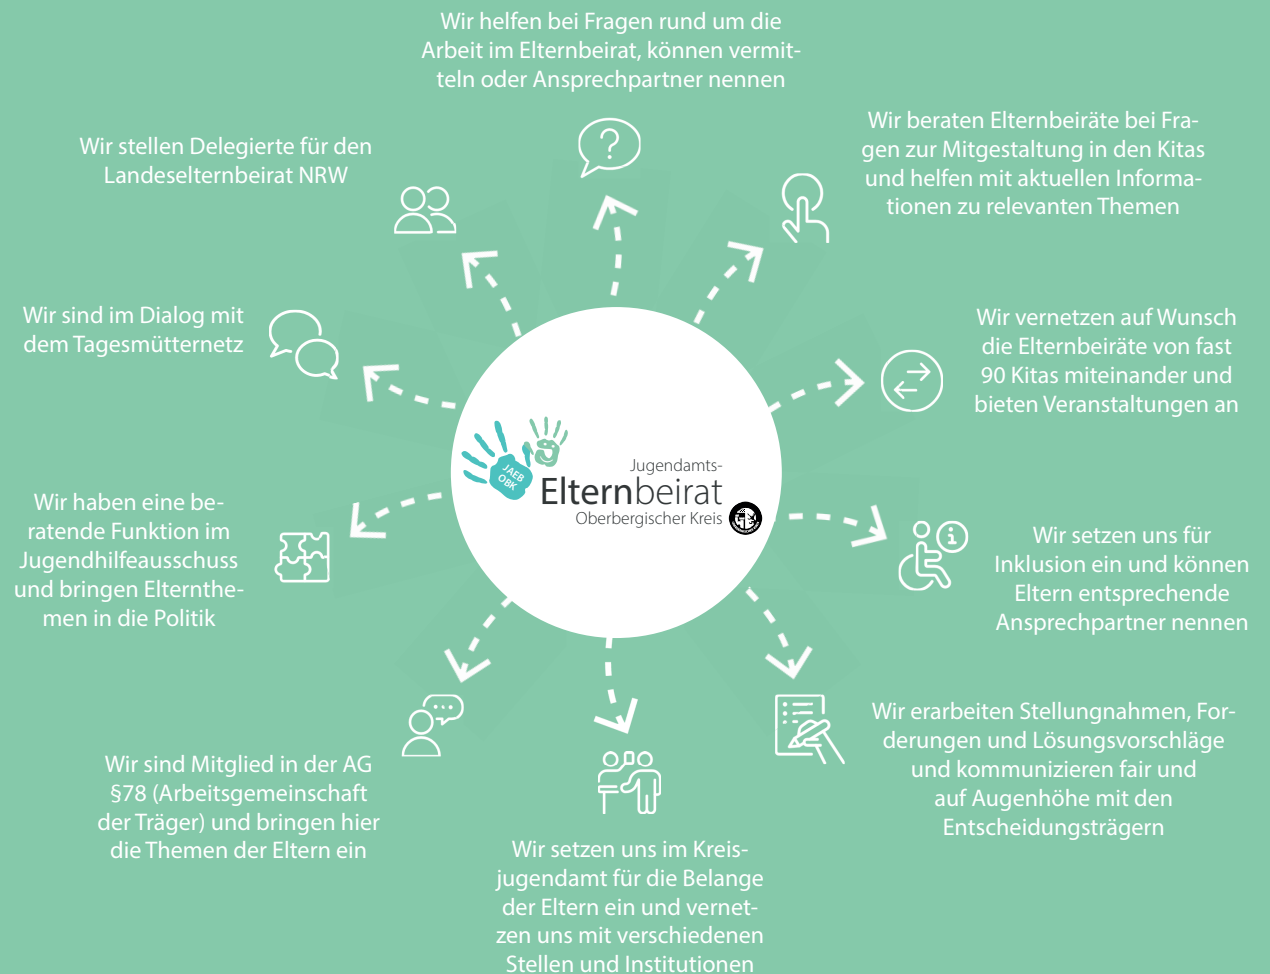 Wir helfen bei Fragen rund um die
Arbeit im Elternbeirat, können vermit-
teln oder Ansprechpartner nennen
Wir beraten Elternbeiräte bei Fra-
gen zur Mitgestaltung in den Kitas
und helfen mit aktuellen Informa-
tionen zu relevanten Themen
Wir vernetzen auf Wunsch
die Elternbeiräte von fast
90 Kitas miteinander und
bieten Veranstaltungen an
Wir setzen uns für
Inklusion ein und können
Eltern entsprechende
Ansprechpartner nennen
Wir erarbeiten Stellungnahmen, For-
derungen und Lösungsvorschläge
und kommunizieren fair und
auf Augenhöhe mit den
Entscheidungsträgern
Wir setzen uns im Kreis-
jugendamt für die Belange
der Eltern ein und vernet-
zen uns mit verschiedenen
Stellen und Institutionen
Wir sind Mitglied in der AG
§78 (Arbeitsgemeinschaft
der Träger) und bringen hier
die Themen der Eltern ein
Wir haben eine be-
ratende Funktion im
Jugendhilfeausschuss
und bringen Elternthe-
men in die Politik
Wir sind im Dialog mit
dem Tagesmütternetz
Wir stellen Delegierte für den
Landeselternbeirat NRW
JAEB
OBK
Jugendamts-
Elternbeirat
Oberbergischer Kreis